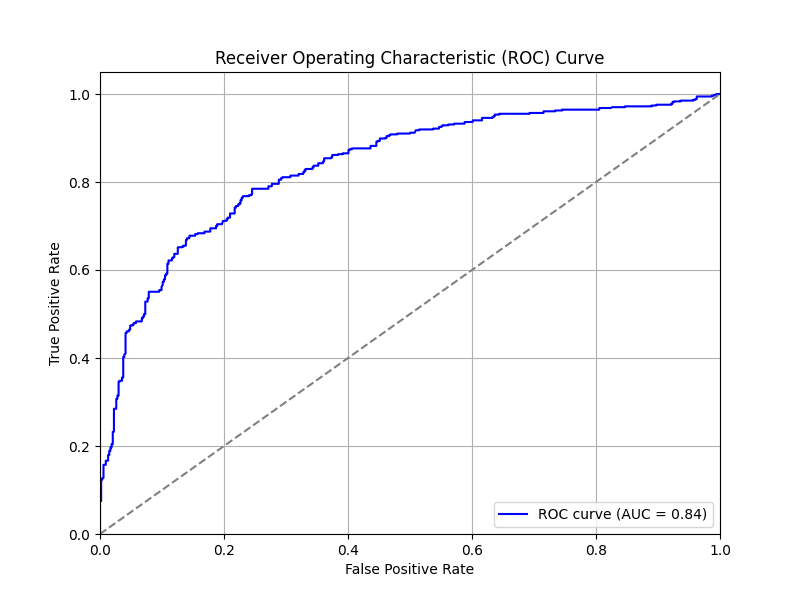 Receiver Operating Characteristic (ROC) Curve
1.0
0.8
0.6
0.4
0.2
0.0
True Positive Rate
ROC curve (AUC = 0.84)
0.0 0.2 0.4 0.6 0.8 1.0
False Positive Rate